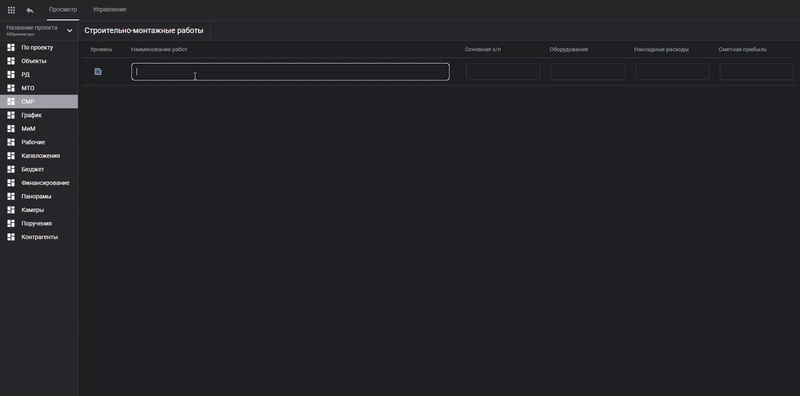 Просмотр
Управление
Название проекта
Аббревиатура
По проекту
Объекты
РД
МТО
СМР
График
МиМ
Рабочие
Капвложения
Бюджет
Финансирование
Панорамы
Камеры
Поручения
Контрагенты
Строительно-монтажные работы
Уровень
Наименование работ
Основная з/п
Оборудование
Накладные расходы
Сметная прибыль